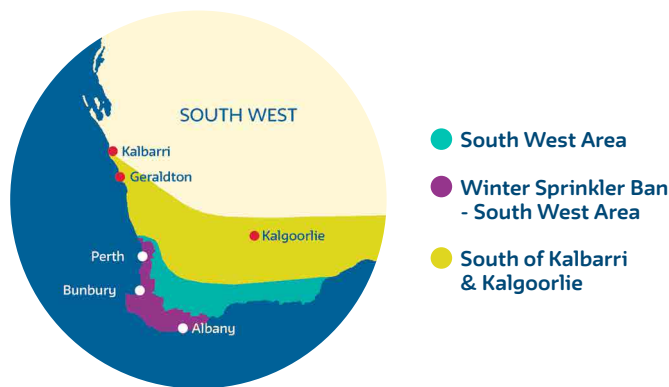 SOUTH WEST
Kalbarri
Geraldton
Kalgoorlie
Perth
Bunbury
Albany
South West Area
Winter Sprinkler Ban
- South West Area
South of Kalbarri
& Kalgoorlie